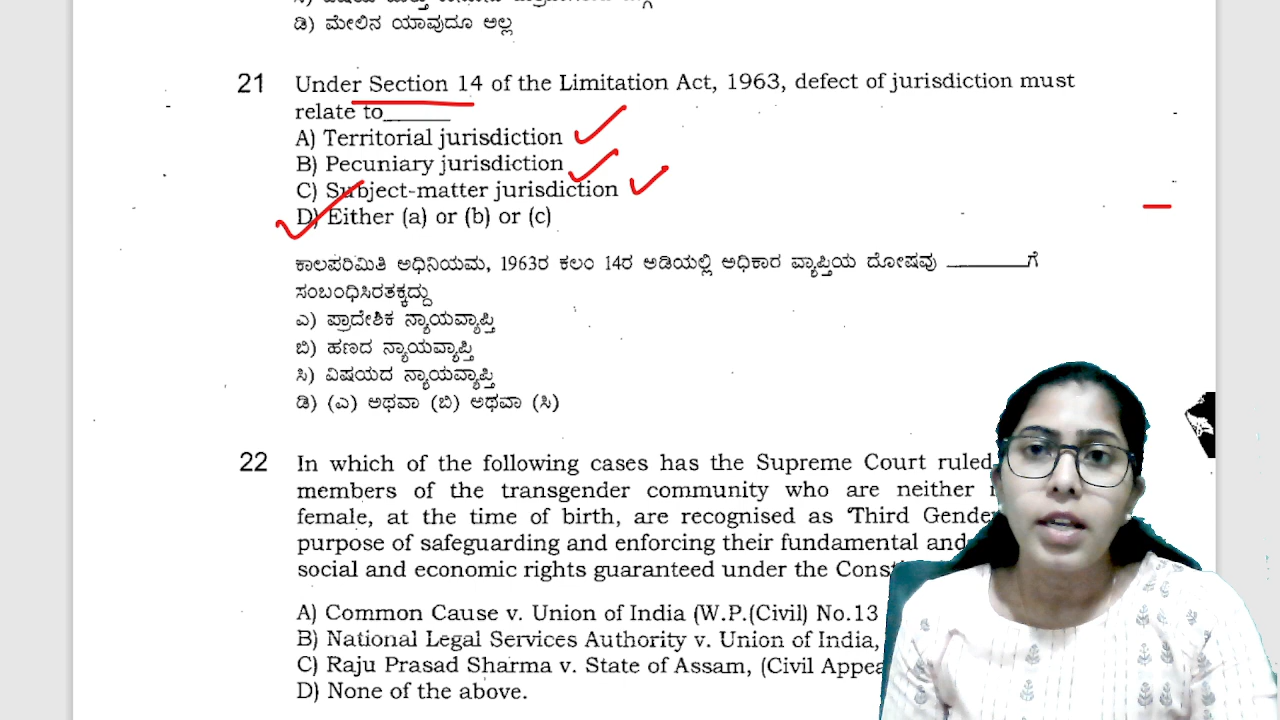 ಡಿ) ಮೇಲಿನ ಯಾವುದೂ ಅಲ್ಲ
21 Under Section 14 of the Limitation Act, 1963, defect of jurisdiction must
relate to______
A) Territorial jurisdiction
B) Pecuniary jurisdiction
C) Subject-matter jurisdiction
D) Either (a) or (b) or (c)
ಕಾಲಪರಿಮಿತಿ ಅಧಿನಿಯಮ, 1963ರ ಕಲಂ 14ರ ಅಡಿಯಲ್ಲಿ ಅಧಿಕಾರ ವ್ಯಾಪ್ತಿಯ ದೋಷವು ________ಗೆ
ಸಂಬಂಧಿಸಿರತಕ್ಕದ್ದು
ಎ) ಪ್ರಾದೇಶಿಕ ನ್ಯಾಯವ್ಯಾಪ್ತಿ
ಬಿ) ಹಣದ ನ್ಯಾಯವ್ಯಾಪ್ತಿ
ಸಿ) ವಿಷಯದ ನ್ಯಾಯವ್ಯಾಪ್ತಿ
ಡಿ) (ಎ) ಅಥವಾ (ಬಿ) ಅಥವಾ (ಸಿ)
22 In which of the following cases has the Supreme Court ruled
members of the transgender community who are neither
female, at the time of birth, are recognised as 'Third
purpose of safeguarding and enforcing their fundamental and
social and economic rights guaranteed under the
A) Common Cause v. Union of India (W.P.(Civil) No.13
B) National Legal Services Authority v. Union of India,
C) Raju Prasad Sharma v. State of Assam, (Civil
D) None of the above.